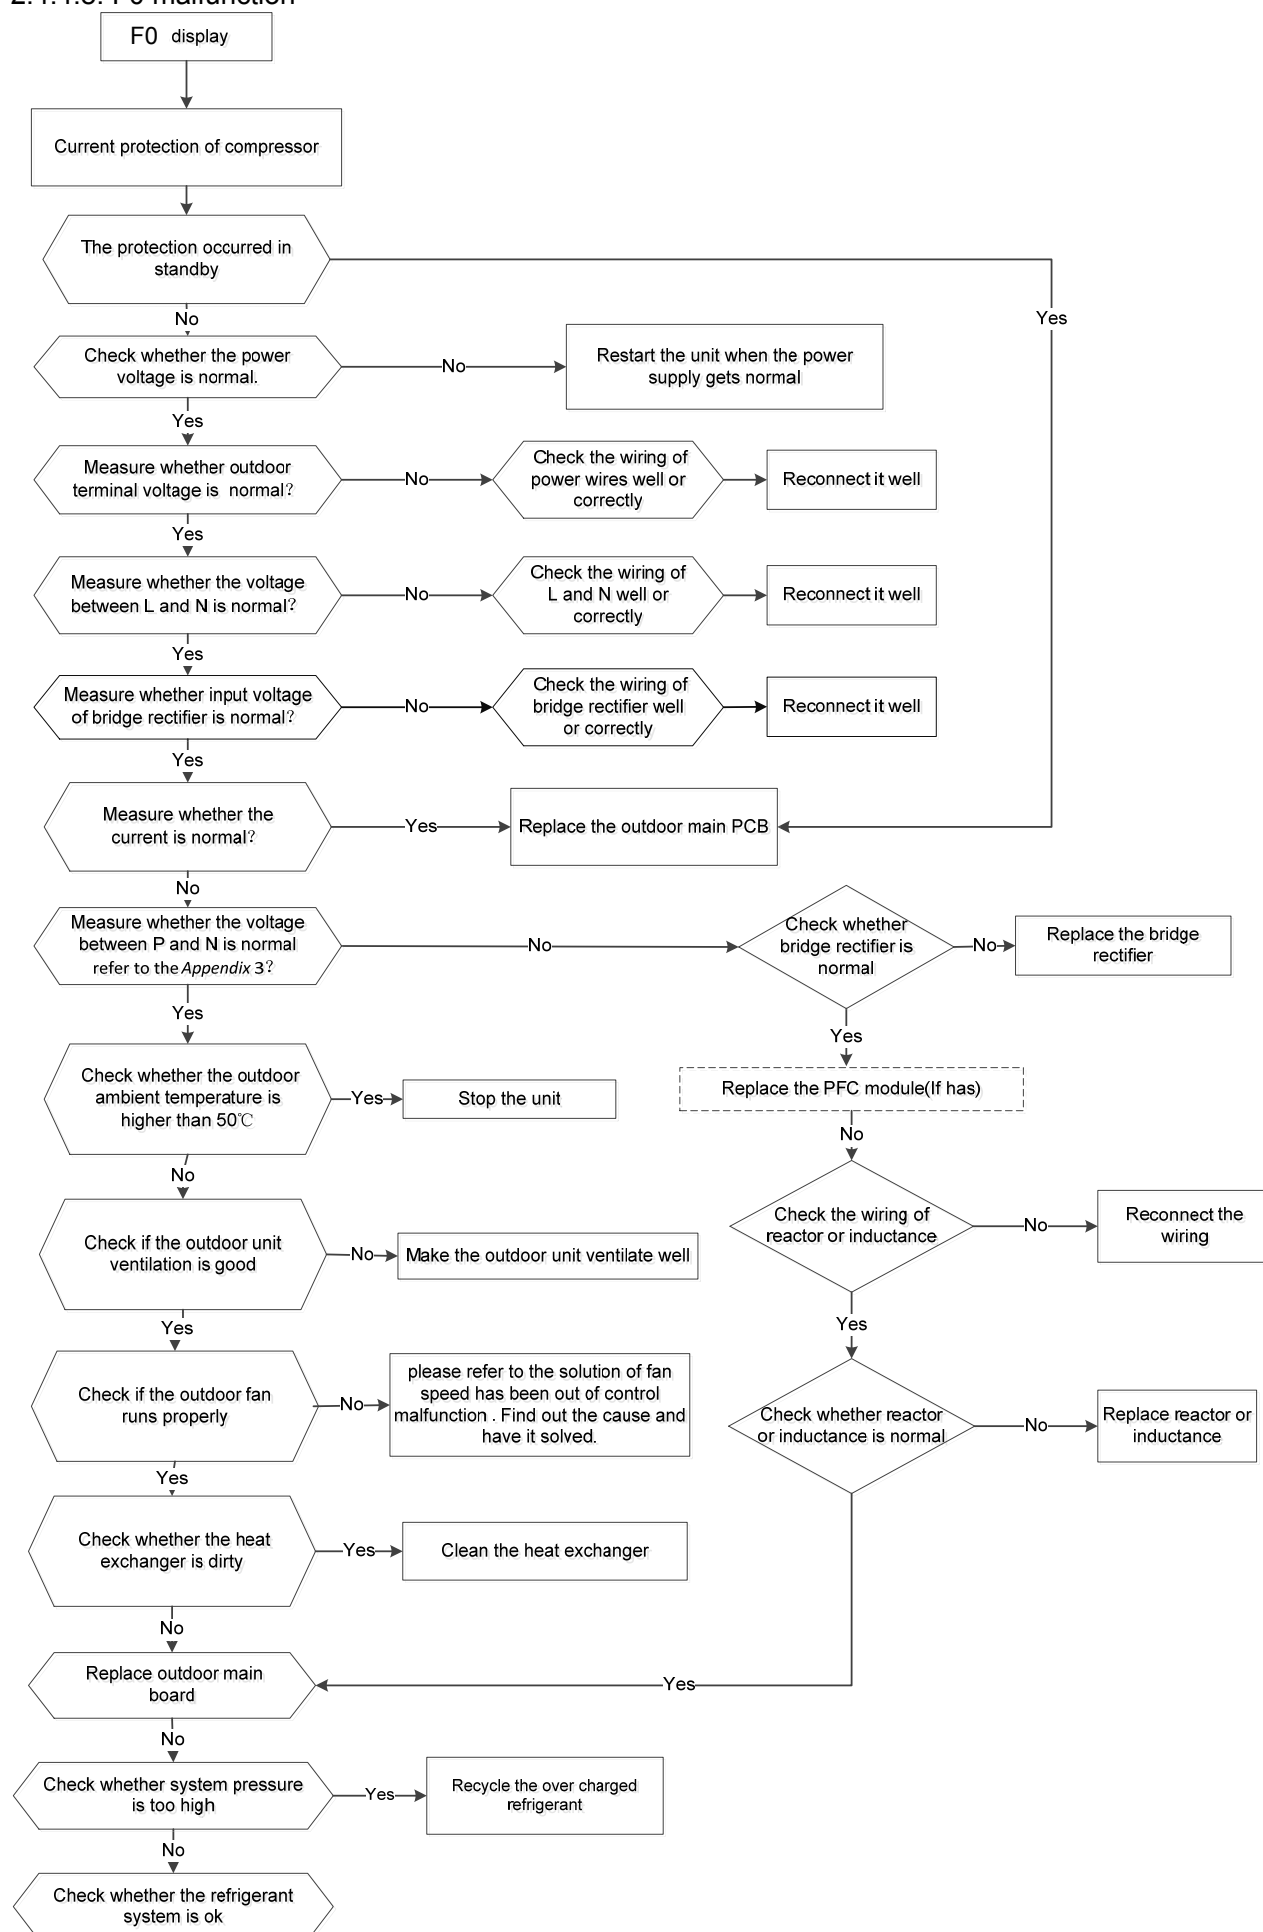 F0 display
Current protection of compressor
The protection occurred in
standby
Yes
No
Check whether the power
voltage is normal.
No
Restart the unit when the power
supply gets normal
Yes
Measure whether outdoor
terminal voltage is normal?
No
Check the wiring of
power wires well or
correctly
Reconnect it well
Yes
Measure whether the voltage
between L and N is normal?
No
Check the wiring of
L and N well or
correctly
Reconnect it well
Yes
Measure whether input voltage
of bridge rectifier is normal?
No
Check the wiring of
bridge rectifier well
or correctly
Reconnect it well
Yes
Measure whether the
current is normal?
Yes
Replace the outdoor main PCB
No
Measure whether the voltage
between P and N is normal
refer to the Appendix 3?
No
Check whether
bridge rectifier is
normal
No
Replace the bridge
rectifier
Yes
Yes
Check whether the outdoor
ambient temperature is
higher than 50℃
Yes
Stop the unit
Replace the PFC module(If has)
No
No
Check the wiring of
reactor or inductance
No
Reconnect the
wiring
Check if the outdoor unit
ventilation is good
No
Make the outdoor unit ventilate well
Yes
Yes
Check if the outdoor fan
runs properly
No
please refer to the solution of fan
speed has been out of control
malfunction . Find out the cause and
have it solved.
Check whether reactor
or inductance is normal
No
Replace reactor or
inductance
Yes
Check whether the heat
exchanger is dirty
Yes
Clean the heat exchanger
No
Replace outdoor main
board
Yes
No
Check whether system pressure
is too high
Yes
Recycle the over charged
refrigerant
No
Check whether the refrigerant
system is ok